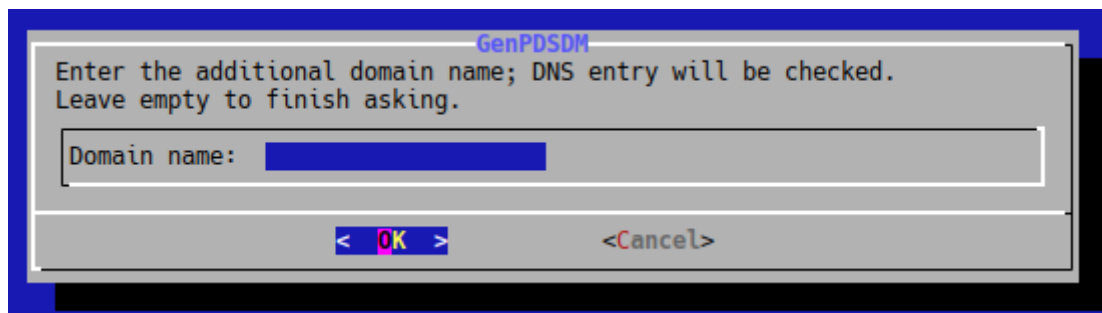 GenPDSDM
Enter the additional domain name; DNS entry will be checked.
Leave empty to finish asking.
Domain name:
< OK > <Cancel>